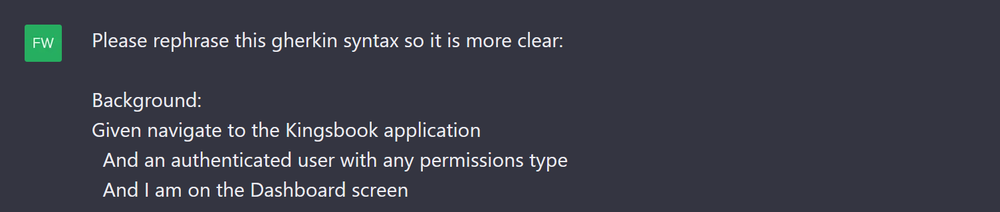 FW
Please rephrase this gherkin syntax so it is more clear:
Background:
Given navigate to the Kingsbook application
And an authenticated user with any permissions type
And I am on the Dashboard screen